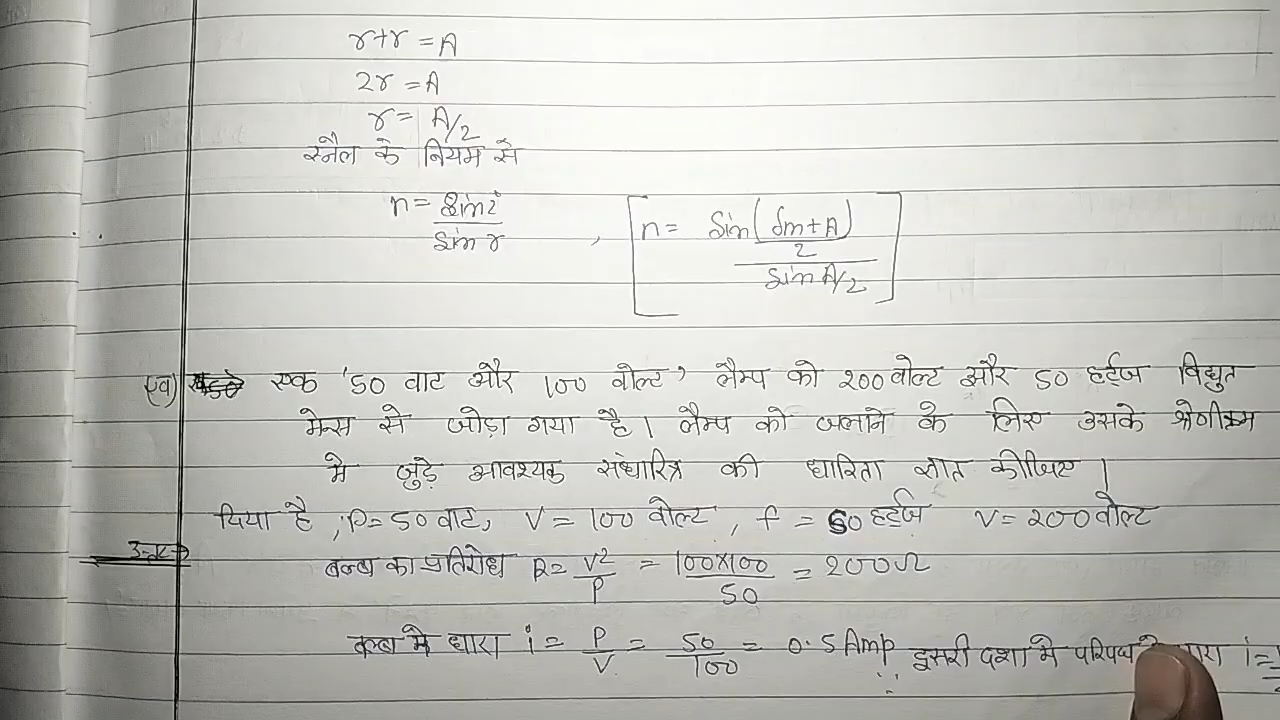 r+r = A
2r = A
r = A/2
स्नैल के नियम से
n = sin i / sin r , [n = sin(δm+A)/2 / sin A/2]
एव) एक '50 वाट और 100 वोल्ट' लैम्प को 200 वोल्ट और 50 हर्ट्ज विद्युत
मेन्स से जोड़ा गया है। लैम्प को जलाने के लिए उसके श्रेणीक्रम
मे जुड़े आवश्यक संधारित्र की धारिता ज्ञात कीजिए।
दिया है, P = 50 वाट, V = 100 वोल्ट, f = 50 हर्ट्ज V = 200 वोल्ट
बल्ब का प्रतिरोध R = V²/P = 100×100/50 = 200Ω
बल्ब मे धारा i = P/V = 50/100 = 0.5 Amp दूसरी दशा मे परिपथ i =